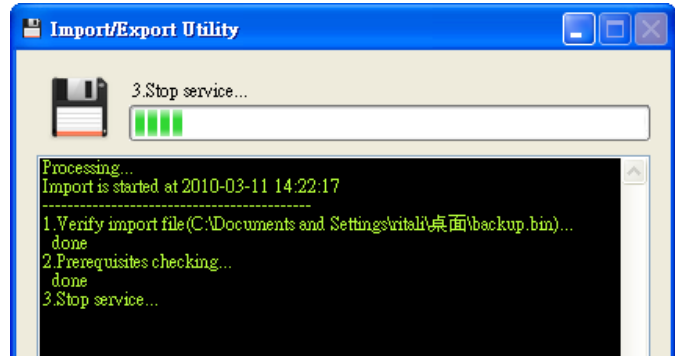 Import/Export Utility
3.Stop service...
Processing...
Import is started at 2010-03-11 14:22:17
-------------------------------------------
1.Verify import file(C:\Documents and Settings\ritali\桌面\backup.bin)...
done
2.Prerequisites checking...
done
3.Stop service...